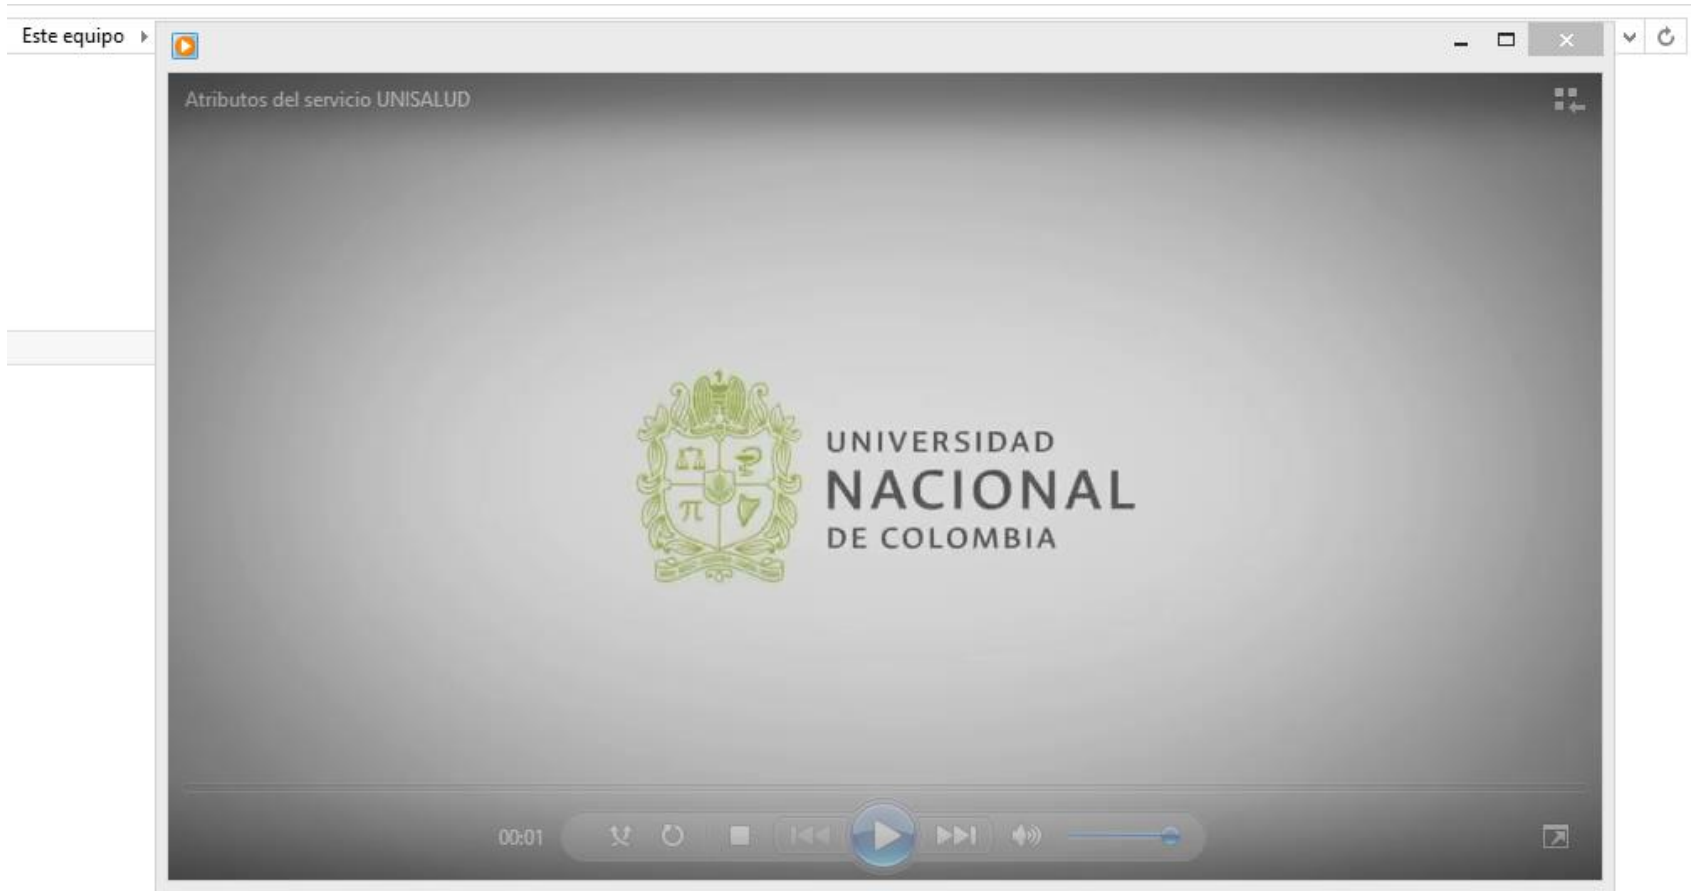 Este equipo
Atributos del servicio UNISALUD
UNIVERSIDAD
NACIONAL
DE COLOMBIA
π
00:01